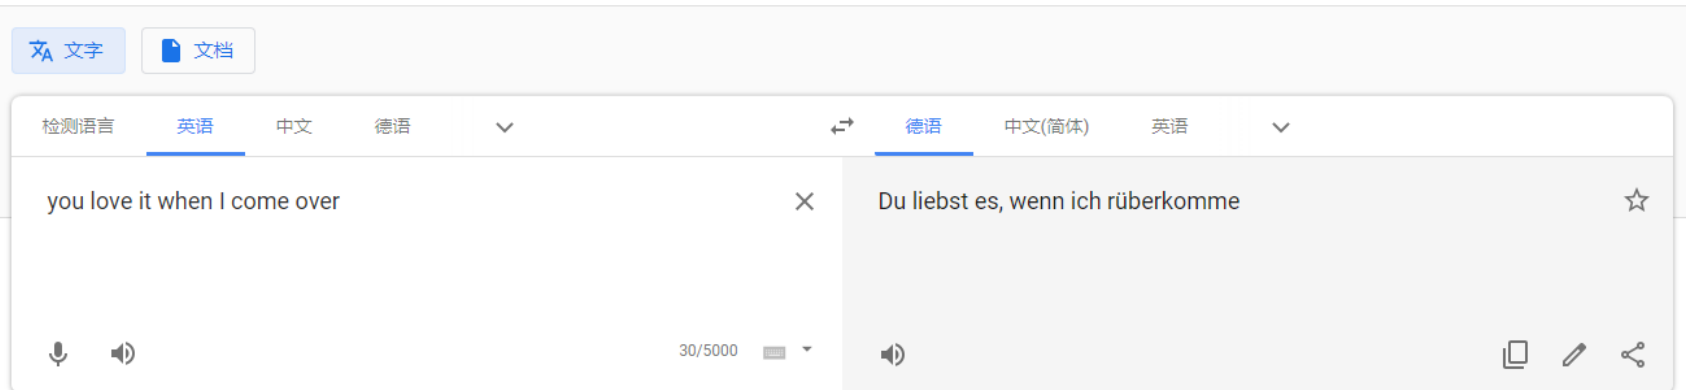 文字 文档
检测语言 英语 中文 德语 德语 中文(简体) 英语
you love it when I come over
Du liebst es, wenn ich rüberkomme
30/5000